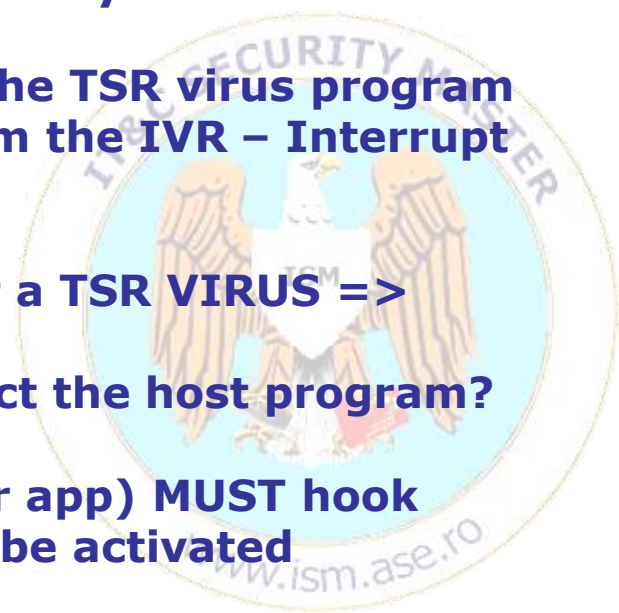 he TSR virus program
m the IVR – Interrupt
a TSR VIRUS =>
ct the host program?
r app) MUST hook
be activated
IT&C SECURITY MASTER
ISM
www.ism.ase.ro